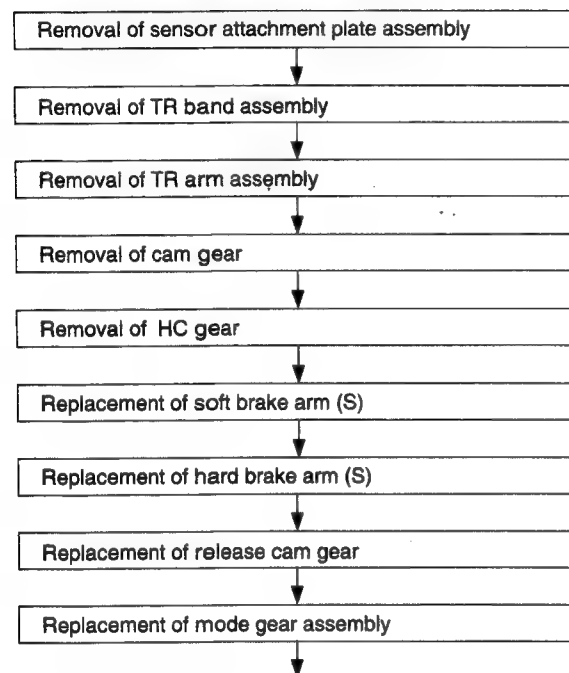 Removal of sensor attachment plate assembly
Removal of TR band assembly
Removal of TR arm assembly
Removal of cam gear
Removal of HC gear
Replacement of soft brake arm (S)
Replacement of hard brake arm (S)
Replacement of release cam gear
Replacement of mode gear assembly